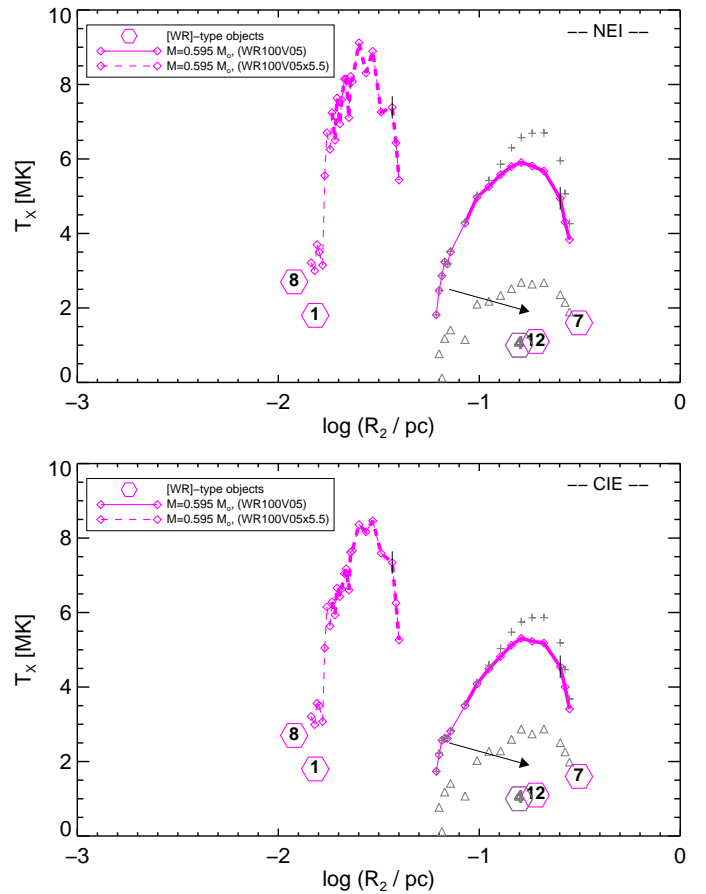 10
8
6
4
2
0
T_X [MK]
[WR]-type objects
M=0.595 M_o, (WR100V05)
M=0.595 M_o, (WR100V05x5.5)
−− NEI −−
8
1
4
12
7
−3
−2
−1
0
log (R_2 / pc)
10
8
6
4
2
0
T_X [MK]
[WR]-type objects
M=0.595 M_o, (WR100V05)
M=0.595 M_o, (WR100V05x5.5)
−− CIE −−
8
1
4
12
7
−3
−2
−1
0
log (R_2 / pc)